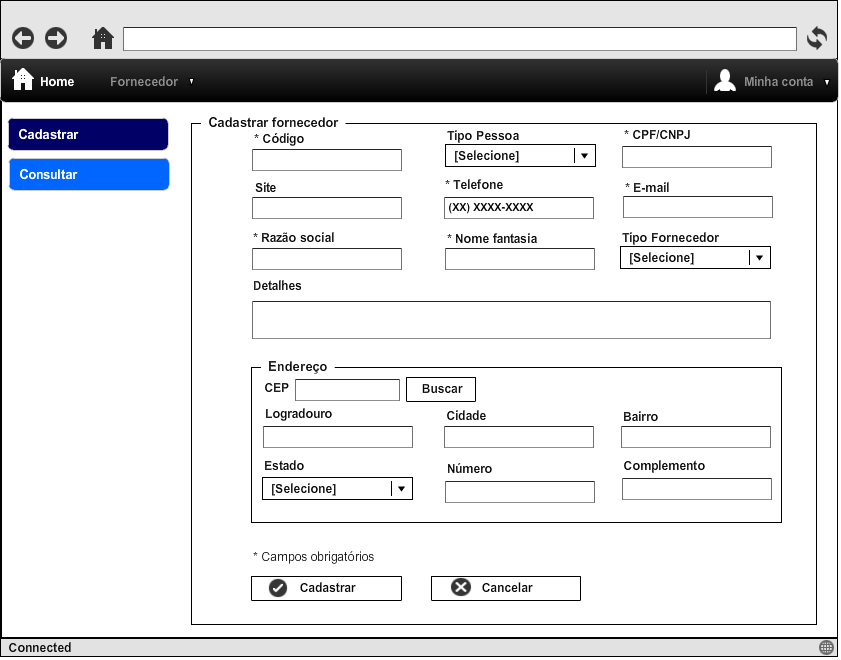 Home
Fornecedor
Minha conta
Cadastrar
Consultar
Cadastrar fornecedor
* Código
Tipo Pessoa
* CPF/CNPJ
[Selecione]
Site
* Telefone
* E-mail
(XX) XXXX-XXXX
* Razão social
* Nome fantasia
Tipo Fornecedor
[Selecione]
Detalhes
Endereço
CEP
Buscar
Logradouro
Cidade
Bairro
Estado
Número
Complemento
[Selecione]
* Campos obrigatórios
Cadastrar
Cancelar
Connected